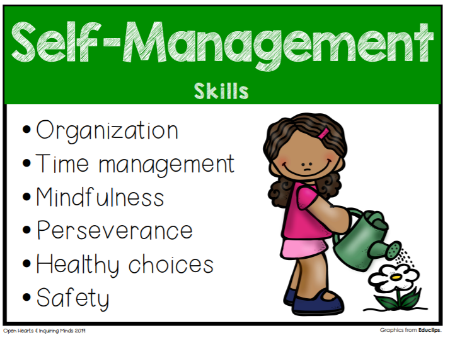 Self-Management
Skills
• Organization
• Time management
• Mindfulness
• Perseverance
• Healthy choices
• Safety
Open Hearts & Inquiring Minds 2019
Graphics from Educlips.